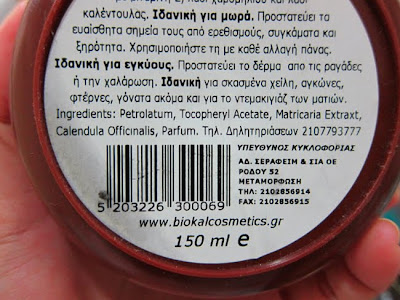 καλέντουλας. Ιδανική για μωρά. Προστατεύει τα
ευαίσθητα σημεία τους από ερεθισμούς, συγκάματα και
ξηρότητα. Χρησιμοποιήστε τη με κάθε αλλαγή πάνας.
Ιδανική για εγκύους. Προστατεύει το δέρμα από τις ραγάδες
ή την χαλάρωση. Ιδανική για σκασμένα χείλη, αγκώνες,
φτέρνες, γόνατα ακόμα και για το ντεμακιγιάζ των ματιών.
Ingredients: Petrolatum, Tocopheryl Acetate, Matricaria Extraxt,
Calendula Officinalis, Parfum. Τηλ. Δηλητηριάσεων 2107793777
ΥΠΕΥΘΥΝΟΣ ΚΥΚΛΟΦΟΡΙΑΣ
ΑΔ. ΣΕΡΑΦΕΙΜ & ΣΙΑ ΟΕ
ΡΟΔΟΥ 52
ΜΕΤΑΜΟΡΦΩΣΗ
ΤΗΛ: 2102856914
FAX: 2102856915
5 203226 300069
www.biokalcosmetics.gr
150 ml e